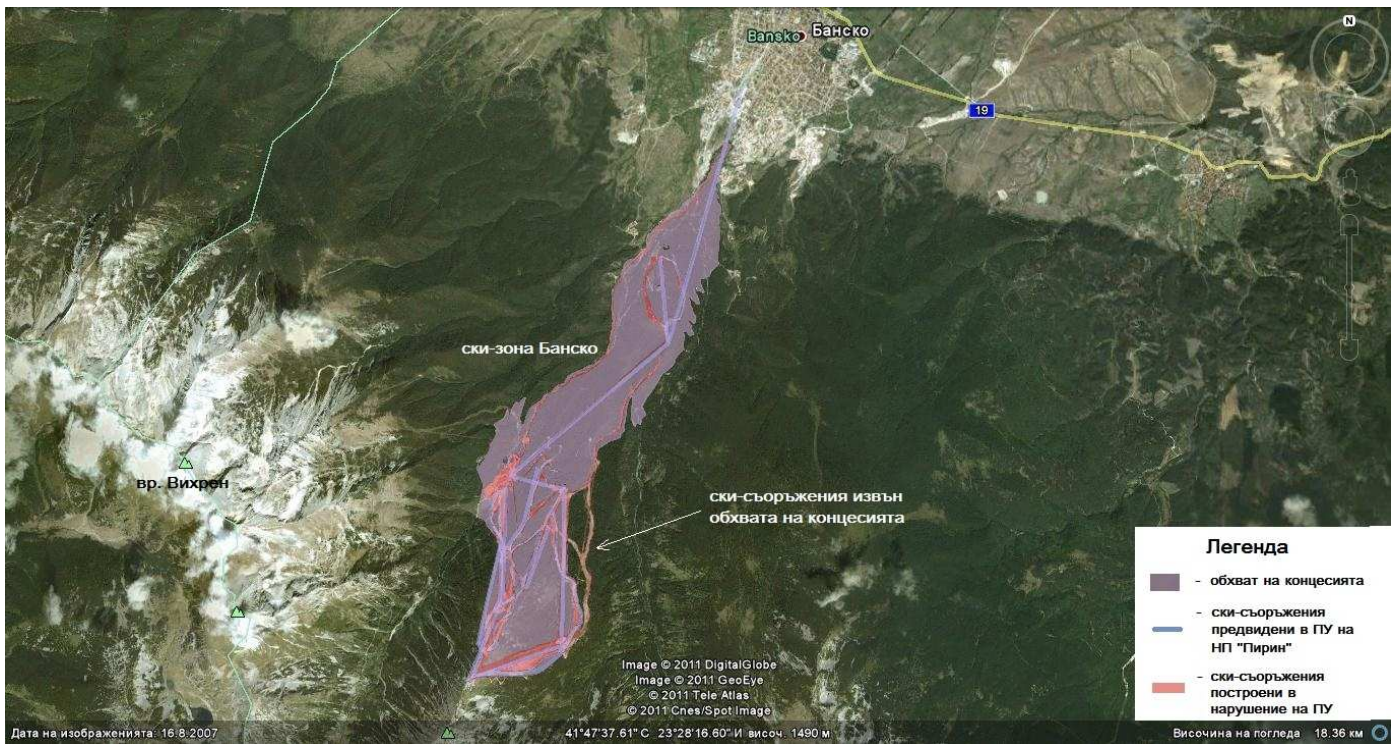 Bansko Банско
N
19
ски-зона Банско
вр. Вихрен
ски-съоръжения извън
обхвата на концесията
Легенда
- обхват на концесията
- ски-съоръжения
предвидени в ПУ на
НП "Пирин"
- ски-съоръжения
построени в
нарушение на ПУ
Image © 2011 DigitalGlobe
Image © 2011 GeoEye
© 2011 Tele Atlas
© 2011 Cnes/Spot Image
Дата на изображенията: 16.8.2007
41°47'37.61" С 23°28'16.60" И височ. 1490 м
Височина на погледа 18.36 км